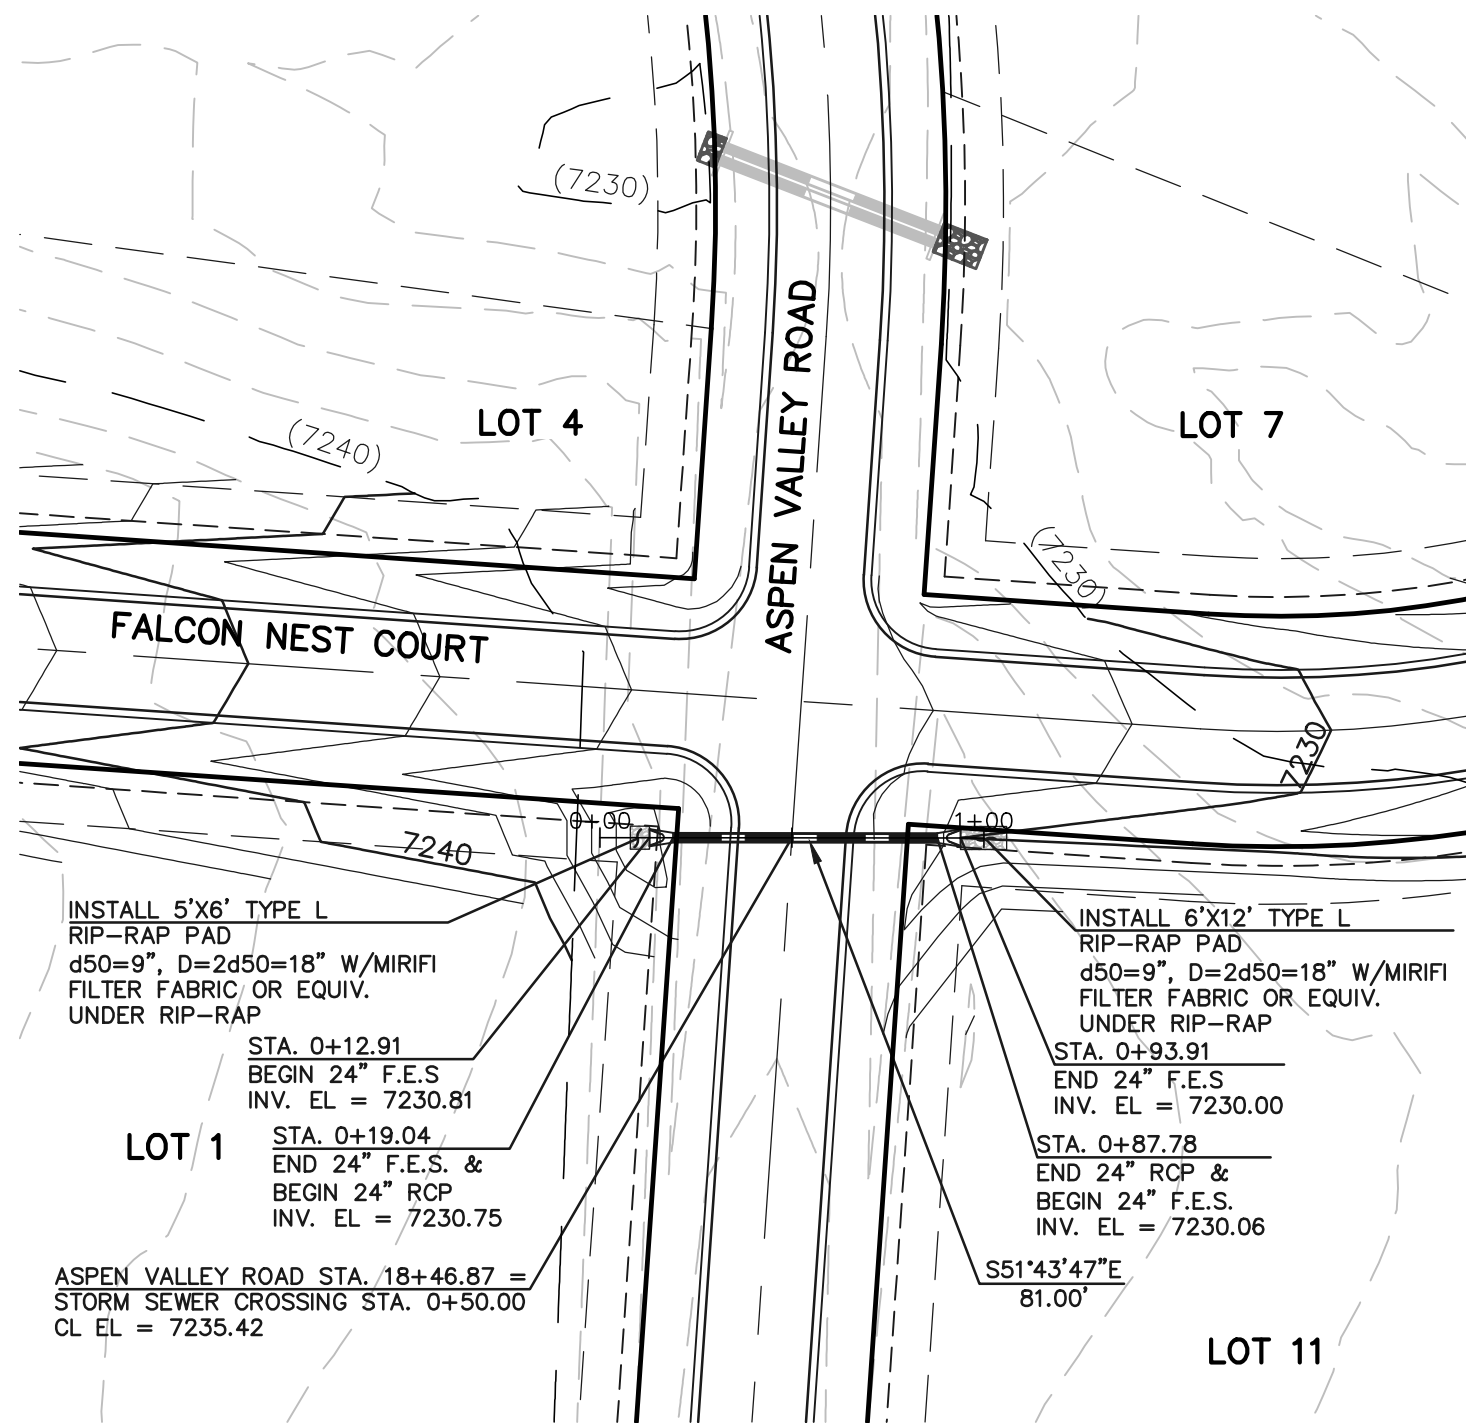 (7230)
ASPEN VALLEY ROAD
LOT 4
LOT 7
(7240)
(7230)
FALCON NEST COURT
7230
0+00
1+00
7240
INSTALL 5'X6' TYPE L
RIP-RAP PAD
d50=9", D=2d50=18" W/MIRIFI
FILTER FABRIC OR EQUIV.
UNDER RIP-RAP
INSTALL 6'X12' TYPE L
RIP-RAP PAD
d50=9", D=2d50=18" W/MIRIFI
FILTER FABRIC OR EQUIV.
UNDER RIP-RAP
STA. 0+12.91
BEGIN 24" F.E.S
INV. EL = 7230.81
STA. 0+93.91
END 24" F.E.S
INV. EL = 7230.00
LOT 1
STA. 0+19.04
END 24" F.E.S. &
BEGIN 24" RCP
INV. EL = 7230.75
STA. 0+87.78
END 24" RCP &
BEGIN 24" F.E.S.
INV. EL = 7230.06
ASPEN VALLEY ROAD STA. 18+46.87 =
STORM SEWER CROSSING STA. 0+50.00
CL EL = 7235.42
S51°43'47"E
81.00'
LOT 11